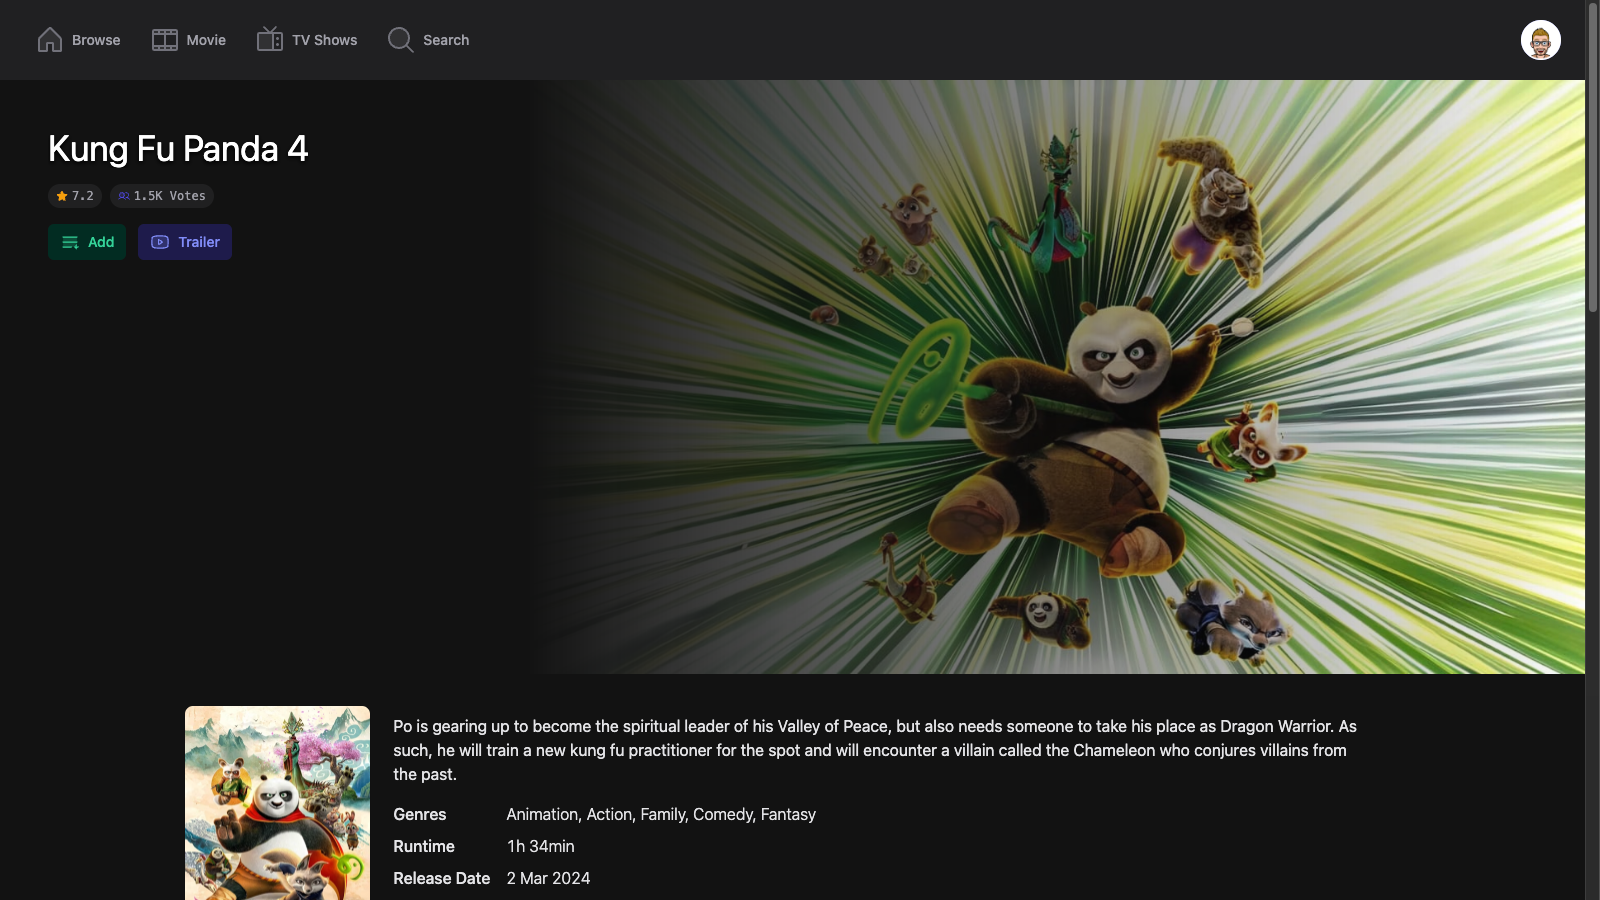 Browse
Movie
TV Shows
Search
Kung Fu Panda 4
7.2
1.5K Votes
Add
Trailer
Po is gearing up to become the spiritual leader of his Valley of Peace, but also needs someone to take his place as Dragon Warrior. As
such, he will train a new kung fu practitioner for the spot and will encounter a villain called the Chameleon who conjures villains from
the past.
Genres Animation, Action, Family, Comedy, Fantasy
Runtime 1h 34min
Release Date 2 Mar 2024